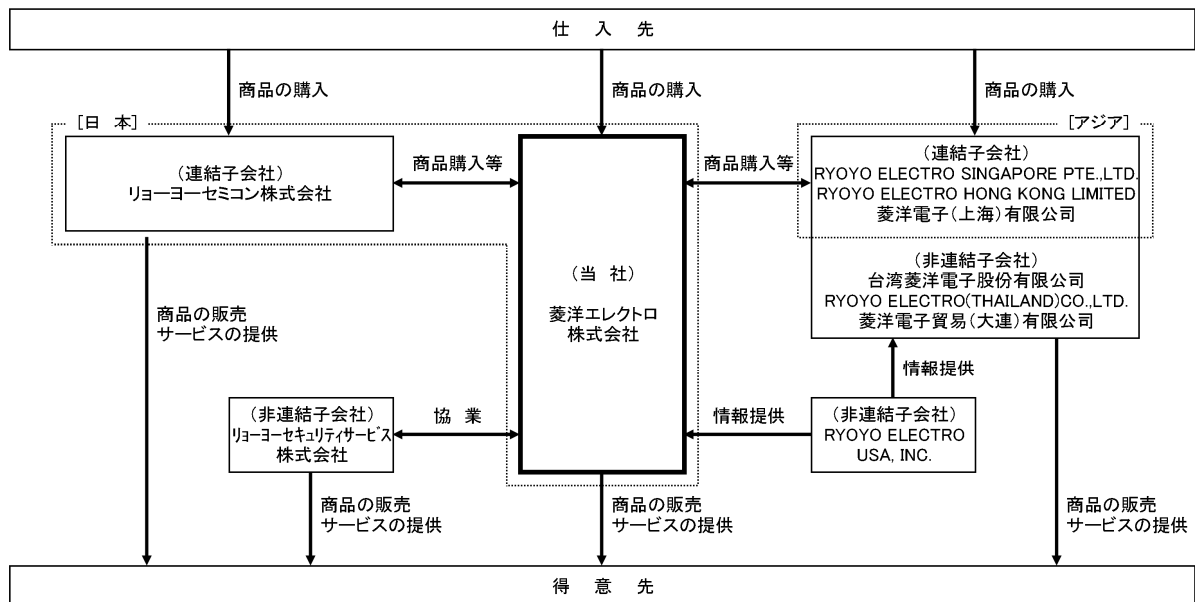 仕 入 先
商品の購入
商品の購入
商品の購入
[日 本]
[アジア]
(連結子会社)
リョーヨーセミコン株式会社
商品購入等
(当 社)
菱洋エレクトロ
株式会社
商品購入等
(連結子会社)
RYOYO ELECTRO SINGAPORE PTE.,LTD.
RYOYO ELECTRO HONG KONG LIMITED
菱洋電子(上海)有限公司
(非連結子会社)
台湾菱洋電子股份有限公司
RYOYO ELECTRO(THAILAND)CO.,LTD.
菱洋電子貿易(大連)有限公司
商品の販売
サービスの提供
情報提供
(非連結子会社)
リョーヨーセキュリティサービス
株式会社
協 業
情報提供
(非連結子会社)
RYOYO ELECTRO
USA, INC.
商品の販売
サービスの提供
商品の販売
サービスの提供
商品の販売
サービスの提供
得 意 先